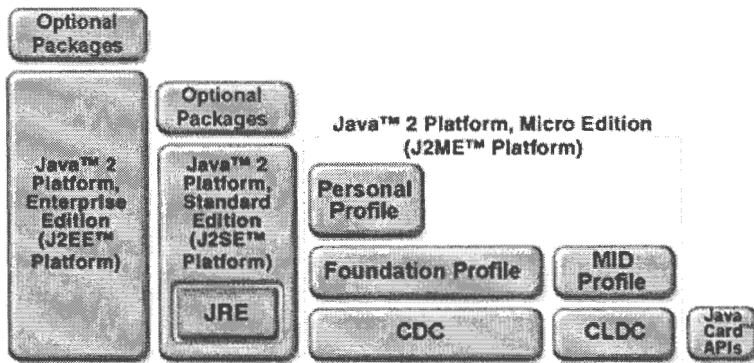 Optional
Packages
Java™ 2
Platform,
Enterprise
Edition
(J2EE™
Platform)
Optional
Packages
Java™ 2
Platform,
Standard
Edition
(J2SE™
Platform)
JRE
Java™ 2 Platform, Micro Edition
(J2ME™ Platform)
Personal
Profile
Foundation Profile
MID
Profile
CDC
CLDC
Java
Card
APIs